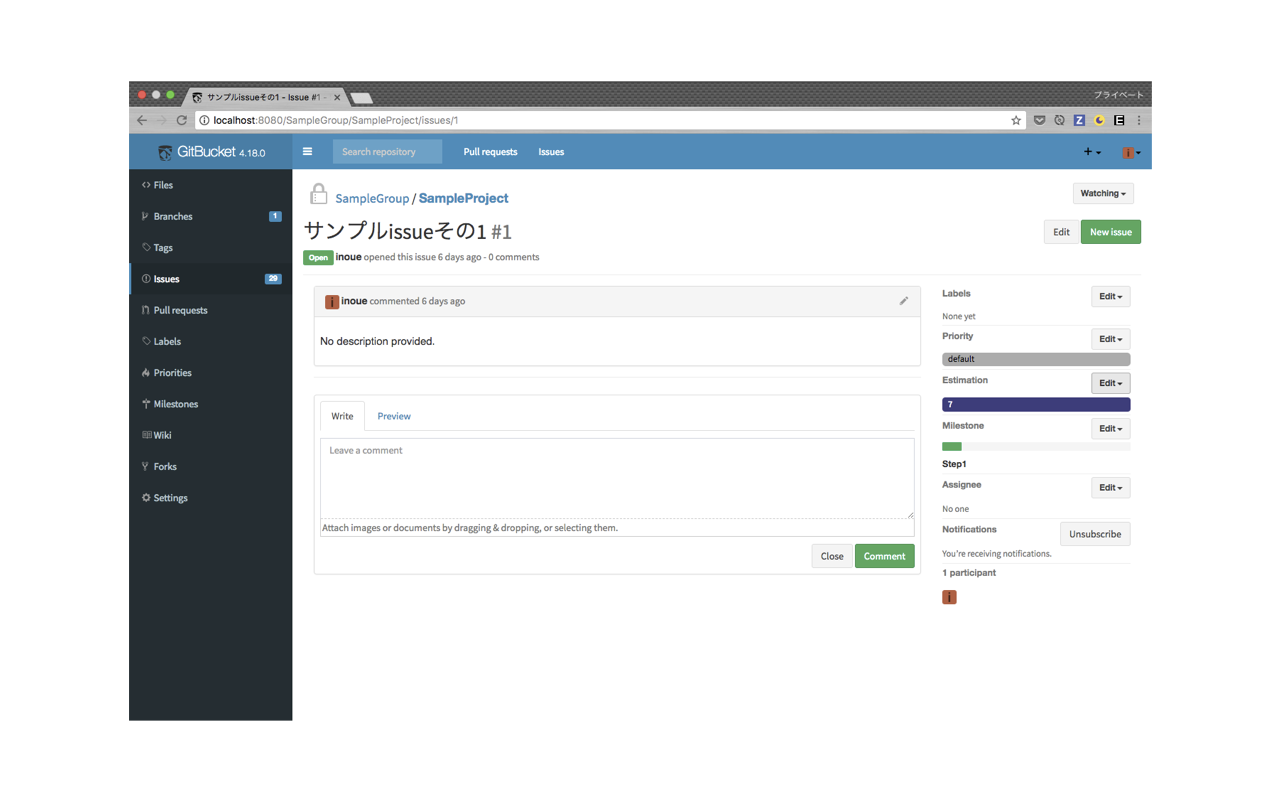 サンプルissueその1 - Issue #1 -
プライベート
localhost:8080/SampleGroup/SampleProject/issues/1
GitBucket 4.18.0
Search repository
Pull requests
Issues
Files
Branches 1
Tags
Issues 29
Pull requests
Labels
Priorities
Milestones
Wiki
Forks
Settings
SampleGroup / SampleProject
Watching
サンプルissueその1 #1
Edit
New issue
Open inoue opened this issue 6 days ago - 0 comments
inoue commented 6 days ago
No description provided.
Write
Preview
Leave a comment
Attach images or documents by dragging & dropping, or selecting them.
Close
Comment
Labels
Edit
None yet
Priority
Edit
default
Estimation
Edit
7
Milestone
Edit
Step1
Assignee
Edit
No one
Notifications
Unsubscribe
You're receiving notifications.
1 participant
i